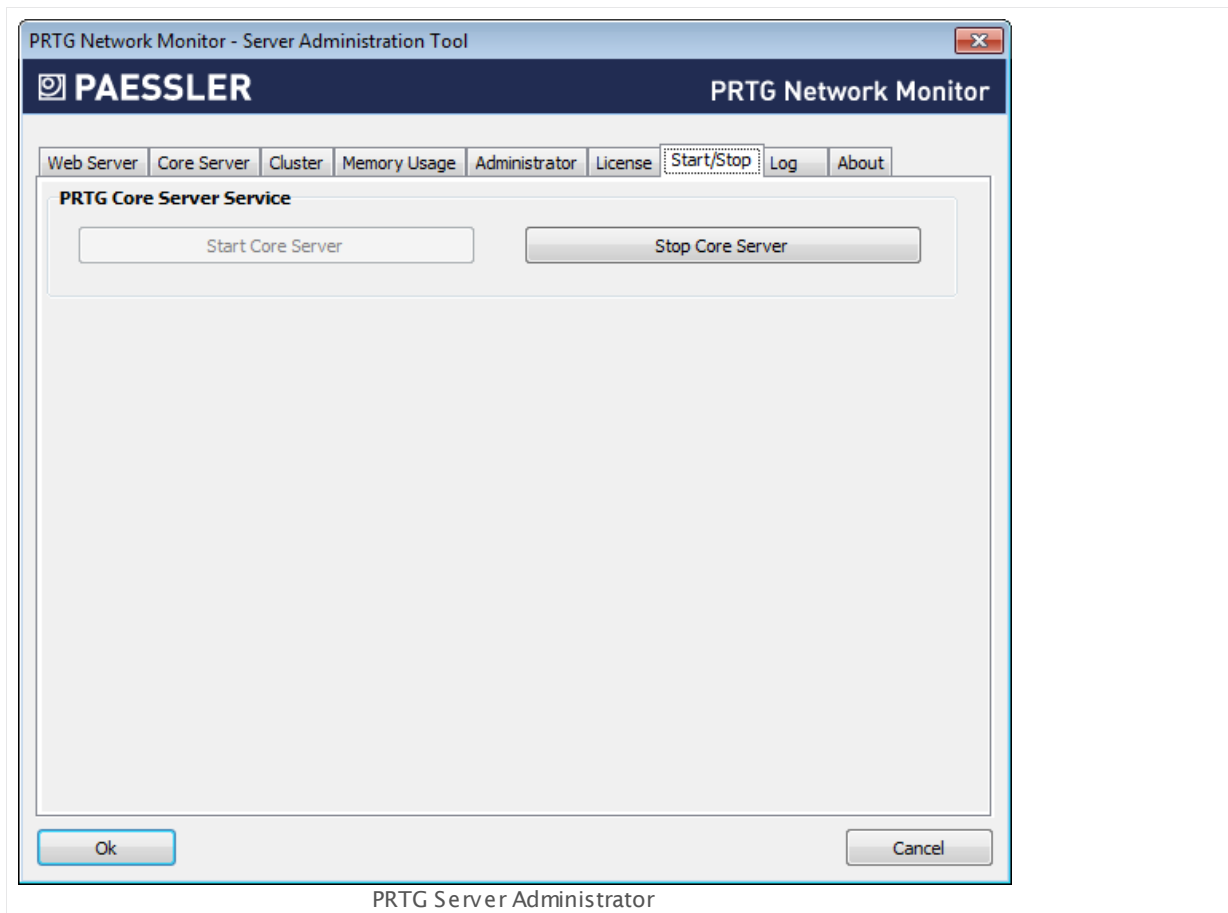 PRTG Network Monitor - Server Administration Tool
PAESSLER PRTG Network Monitor
Web Server Core Server Cluster Memory Usage Administrator License Start/Stop Log About
PRTG Core Server Service
Start Core Server Stop Core Server
Ok Cancel
PRTG Server Administrator